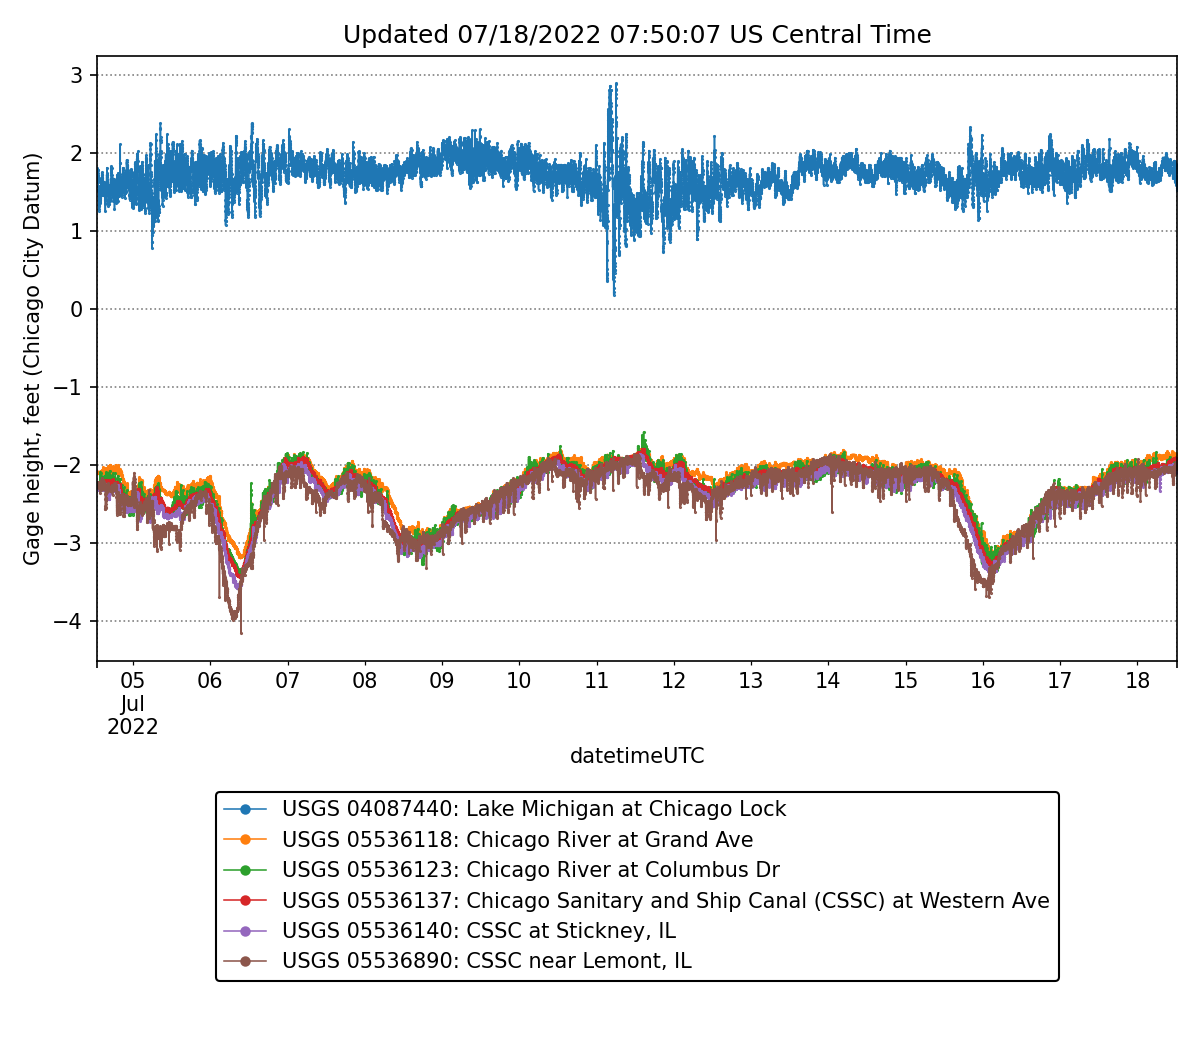 Updated 07/18/2022 07:50:07 US Central Time
Gage height, feet (Chicago City Datum)
3
2
1
0
−1
−2
−3
−4
05 06 07 08 09 10 11 12 13 14 15 16 17 18
Jul
2022
datetimeUTC
USGS 04087440: Lake Michigan at Chicago Lock
USGS 05536118: Chicago River at Grand Ave
USGS 05536123: Chicago River at Columbus Dr
USGS 05536137: Chicago Sanitary and Ship Canal (CSSC) at Western Ave
USGS 05536140: CSSC at Stickney, IL
USGS 05536890: CSSC near Lemont, IL